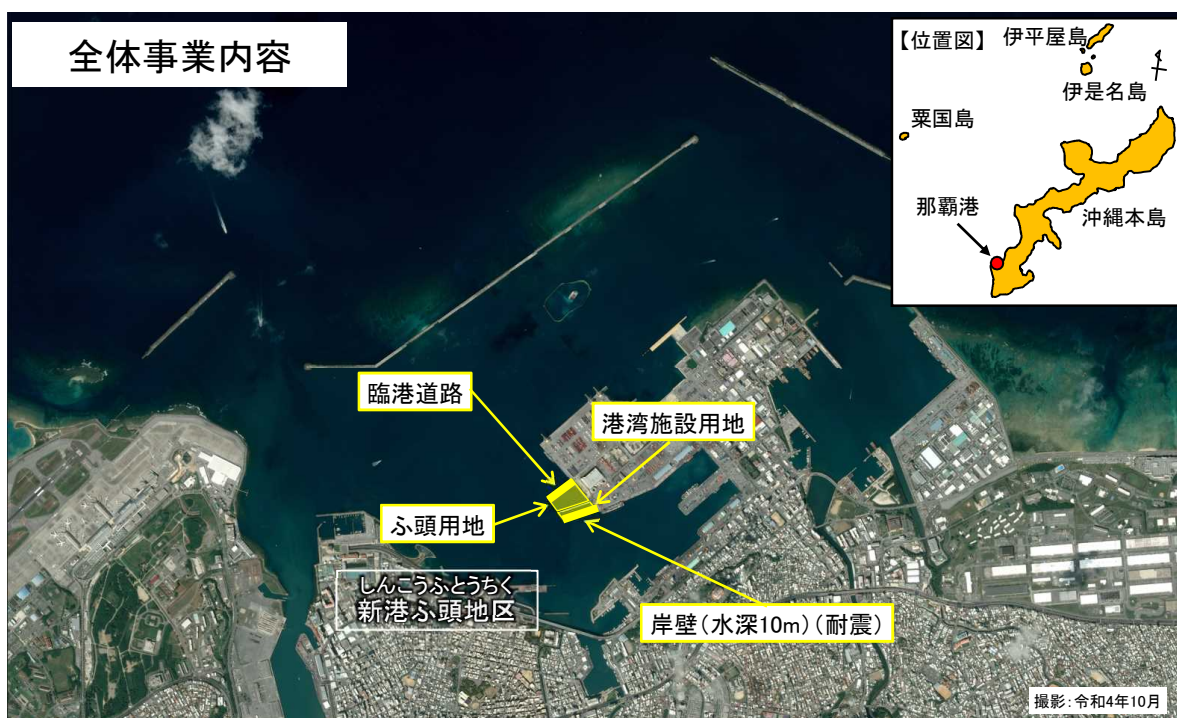 全体事業内容
【位置図】
伊平屋島
伊是名島
粟国島
那覇港
沖縄本島
臨港道路
港湾施設用地
ふ頭用地
しんこうふとうちく
新港ふ頭地区
岸壁(水深10m)(耐震)
撮影:令和4年10月